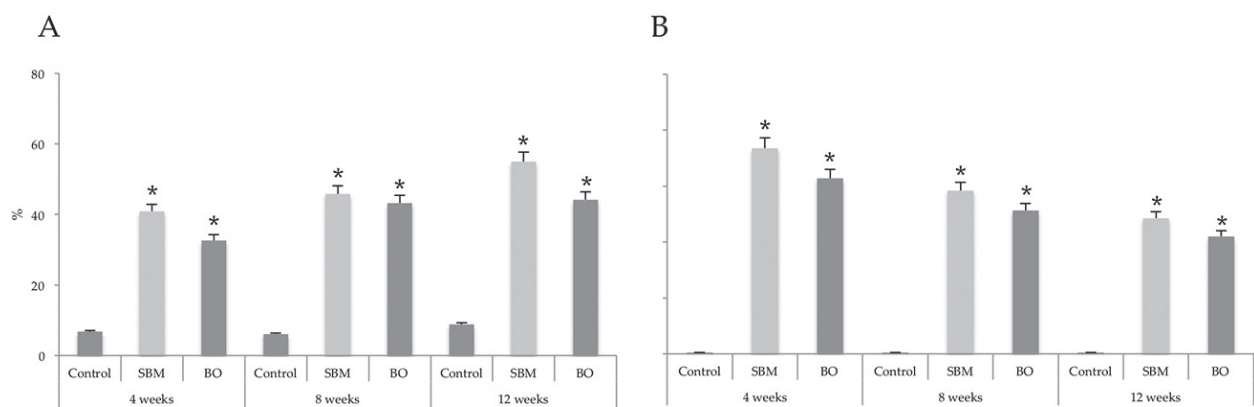 A
B
80
60
40
20
0
%
* * * * * *
* * * * * *
Control SBM BO Control SBM BO Control SBM BO
4 weeks 8 weeks 12 weeks
Control SBM BO Control SBM BO Control SBM BO
4 weeks 8 weeks 12 weeks